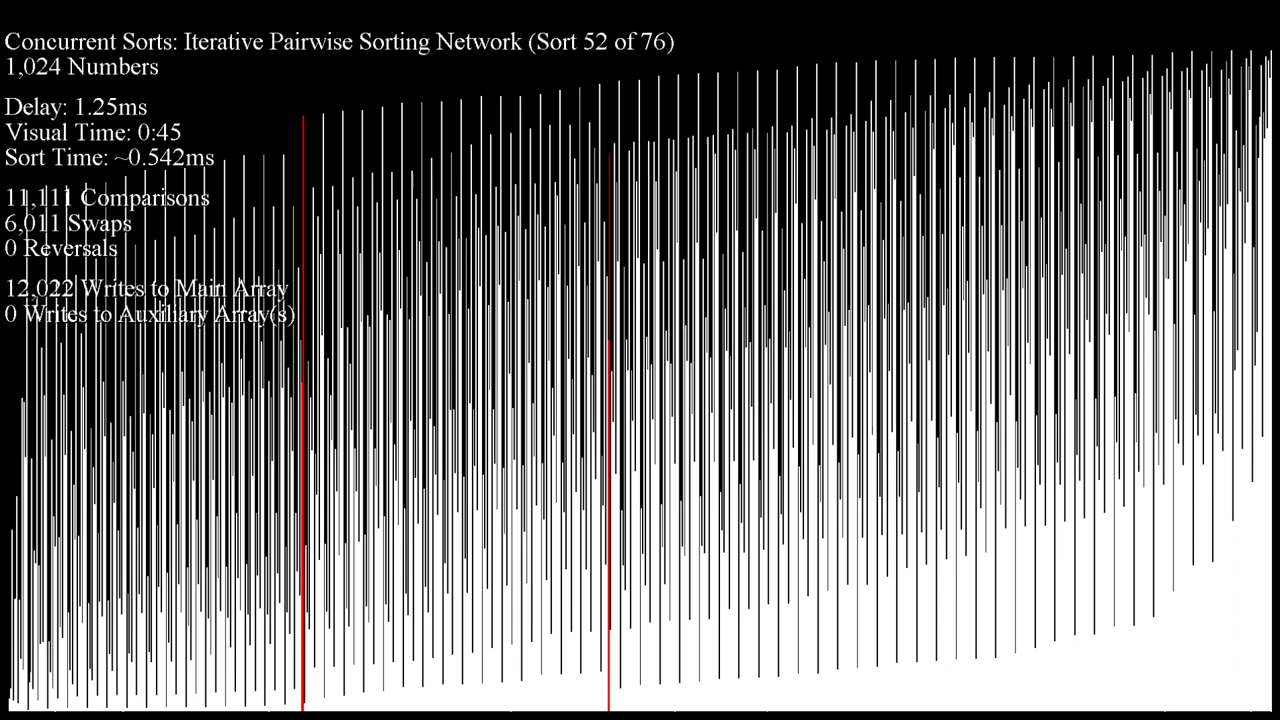 Concurrent Sorts: Iterative Pairwise Sorting Network (Sort 52 of 76)
1,024 Numbers
Delay: 1.25ms
Visual Time: 0:45
Sort Time: ~0.542ms
11,111 Comparisons
6,011 Swaps
0 Reversals
12,022 Writes to Main Array
0 Writes to Auxiliary Array(s)